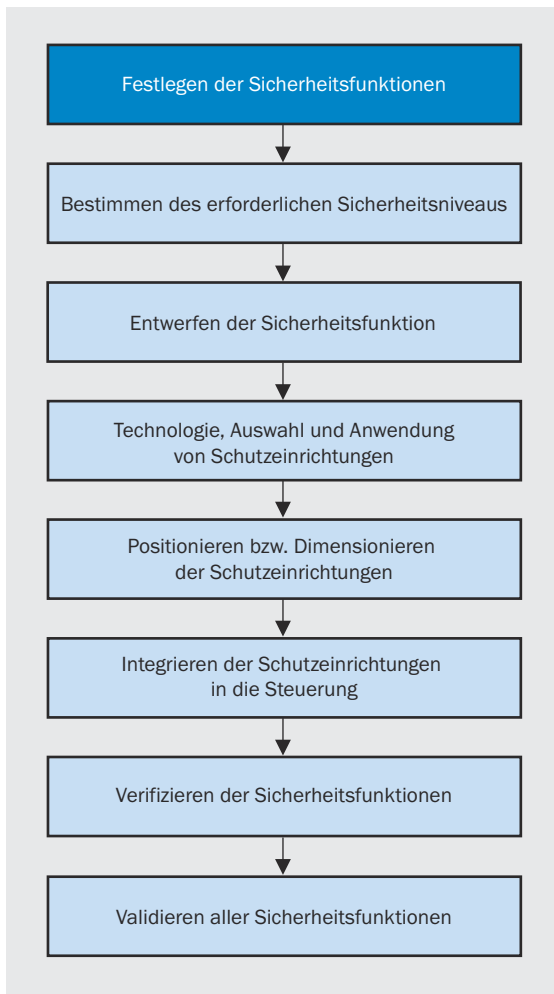 Festlegen der Sicherheitsfunktionen
Bestimmen des erforderlichen Sicherheitsniveaus
Entwerfen der Sicherheitsfunktion
Technologie, Auswahl und Anwendung
von Schutzeinrichtungen
Positionieren bzw. Dimensionieren
der Schutzeinrichtungen
Integrieren der Schutzeinrichtungen
in die Steuerung
Verifizieren der Sicherheitsfunktionen
Validieren aller Sicherheitsfunktionen